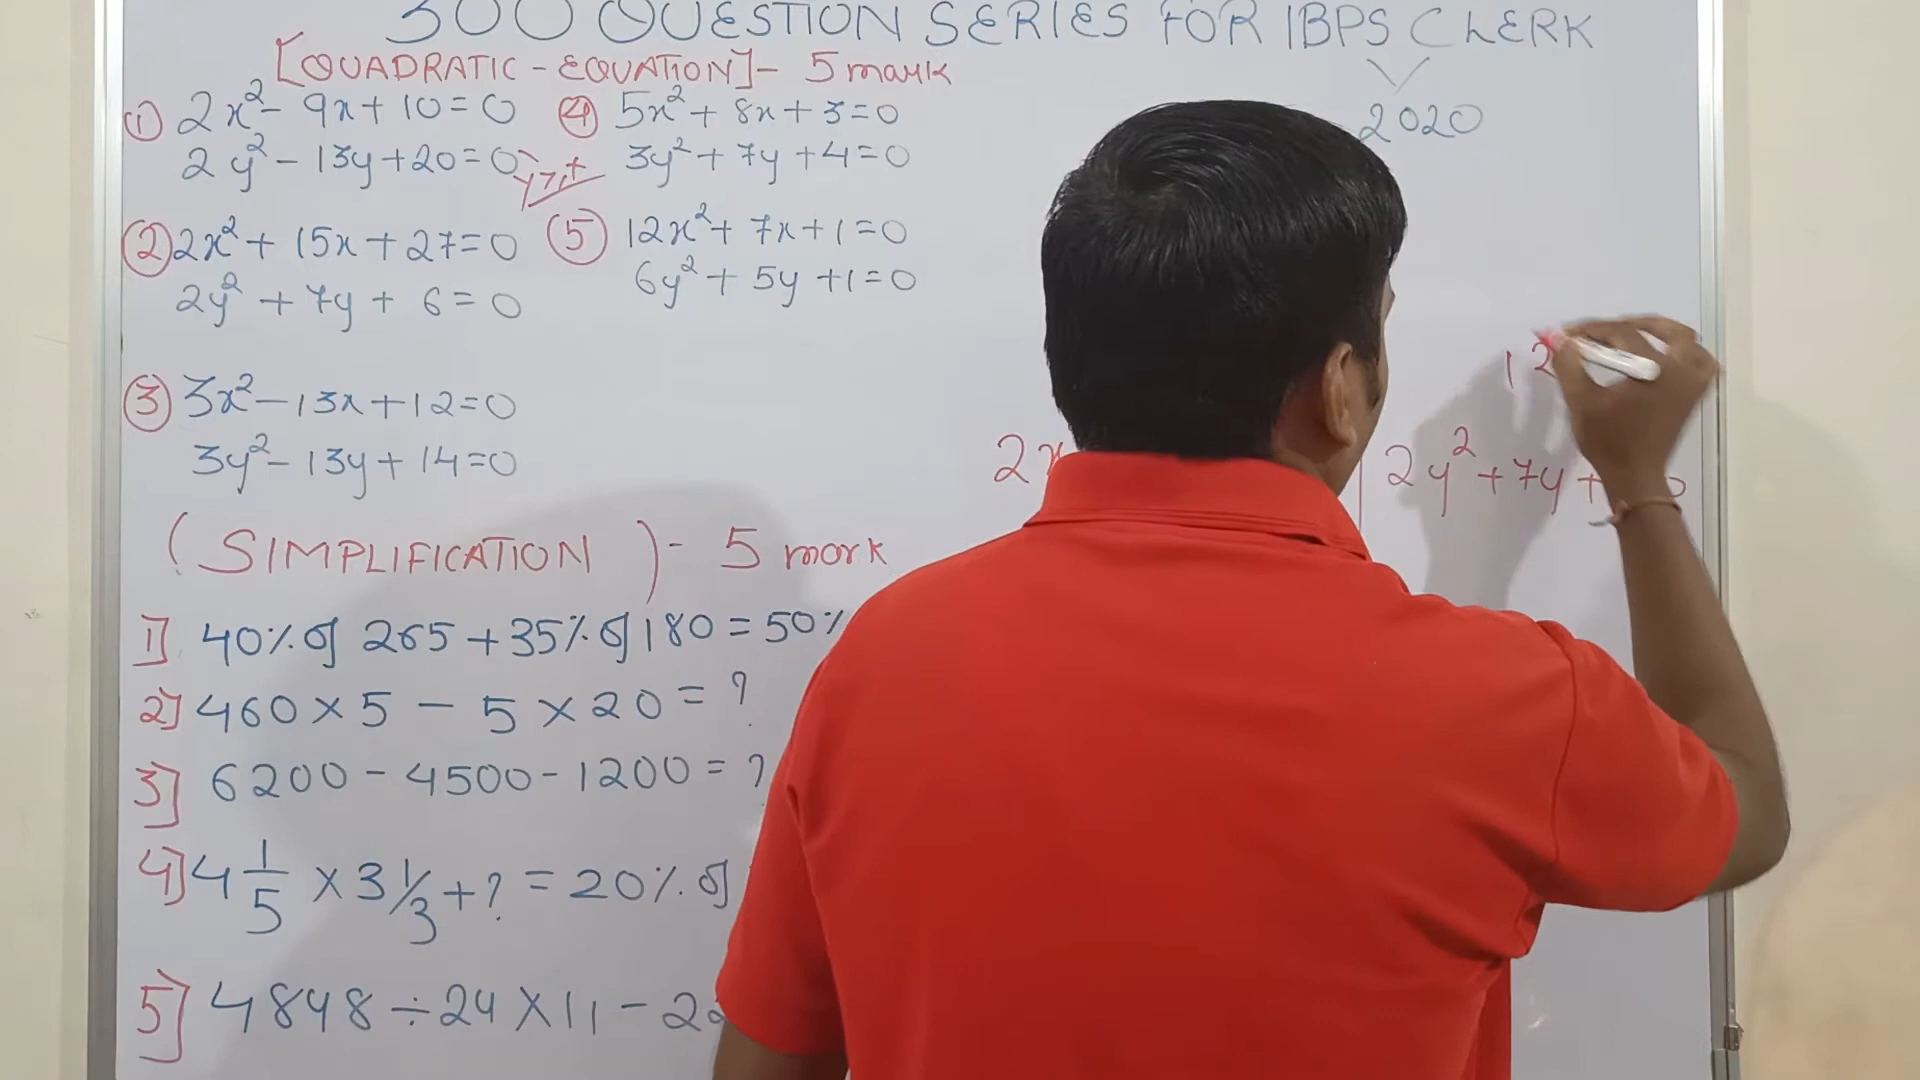 300 QUESTION SERIES FOR IBPS CLERK
2020
[QUADRATIC - EQUATION] - 5 mark
① 2x² - 9x + 10 = 0
2y² - 13y + 20 = 0
② 2x² + 15x + 27 = 0
2y² + 7y + 6 = 0
③ 3x² - 13x + 12 = 0
3y² - 13y + 14 = 0
④ 5x² + 8x + 3 = 0
3y² + 7y + 4 = 0
⑤ 12x² + 7x + 1 = 0
6y² + 5y + 1 = 0
(SIMPLIFICATION) - 5 mark
1] 40% of 265 + 35% of 180 = 50%
2] 460 × 5 - 5 × 20 = ?
3] 6200 - 4500 - 1200 = ?
4] 4 1/5 × 3 1/3 + ? = 20% of
5] 4848 ÷ 24 × 11 - 2
12
2x
2y² + 7y +